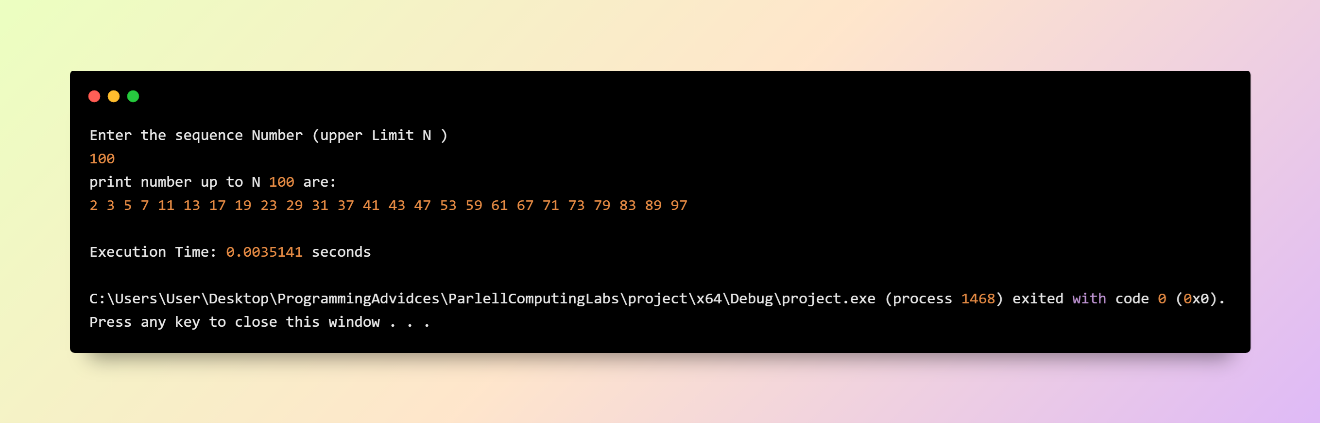 Enter the sequence Number (upper Limit N )
100
print number up to N 100 are:
2 3 5 7 11 13 17 19 23 29 31 37 41 43 47 53 59 61 67 71 73 79 83 89 97
Execution Time: 0.0035141 seconds
C:\Users\User\Desktop\ProgrammingAdvidces\ParlellComputingLabs\project\x64\Debug\project.exe (process 1468) exited with code 0 (0x0).
Press any key to close this window . . .